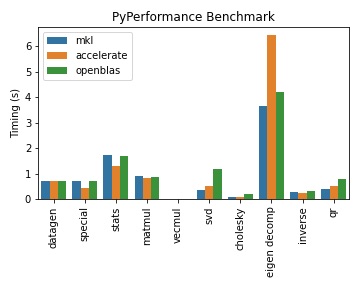 PyPerformance Benchmark
mkl
accelerate
openblas
Timing (s)
6
5
4
3
2
1
0
datagen
special
stats
matmul
vecmul
svd
cholesky
eigen decomp
inverse
qr